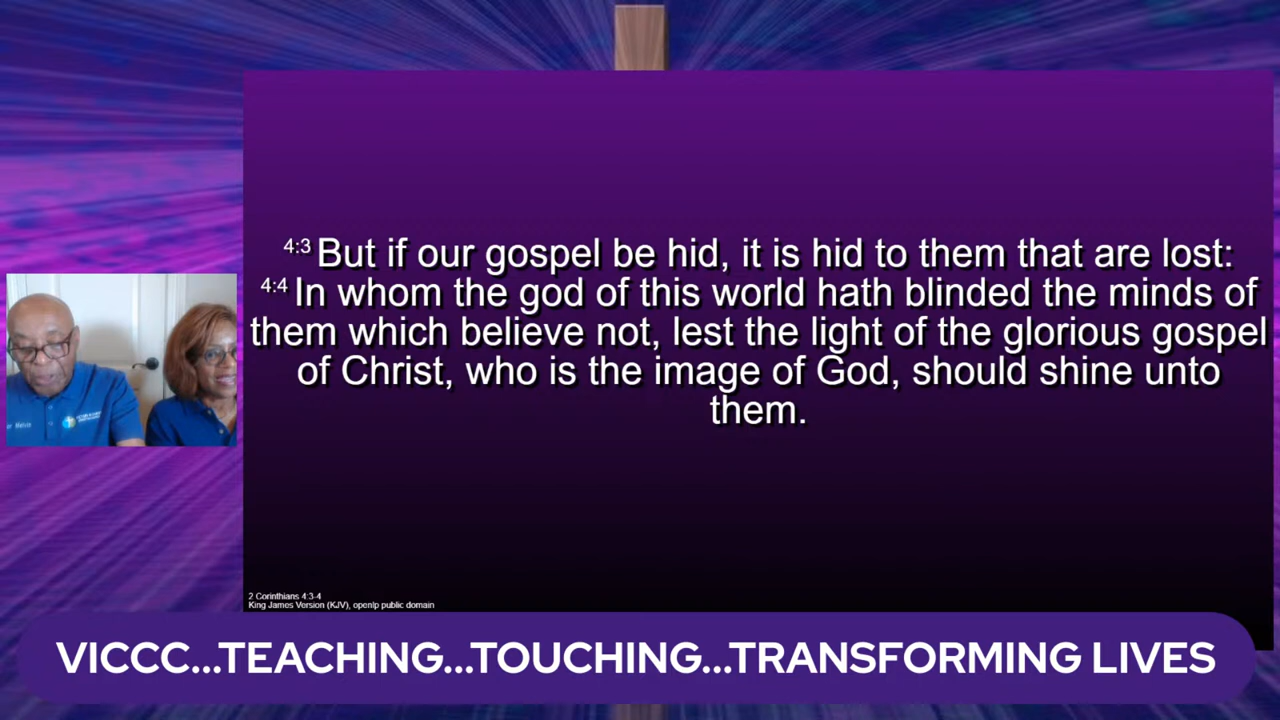 4:3 But if our gospel be hid, it is hid to them that are lost:
4:4 In whom the god of this world hath blinded the minds of
them which believe not, lest the light of the glorious gospel
of Christ, who is the image of God, should shine unto
them.
2 Corinthians 4:3-4
King James Version (KJV), openlp public domain
VICCC...TEACHING...TOUCHING...TRANSFORMING LIVES